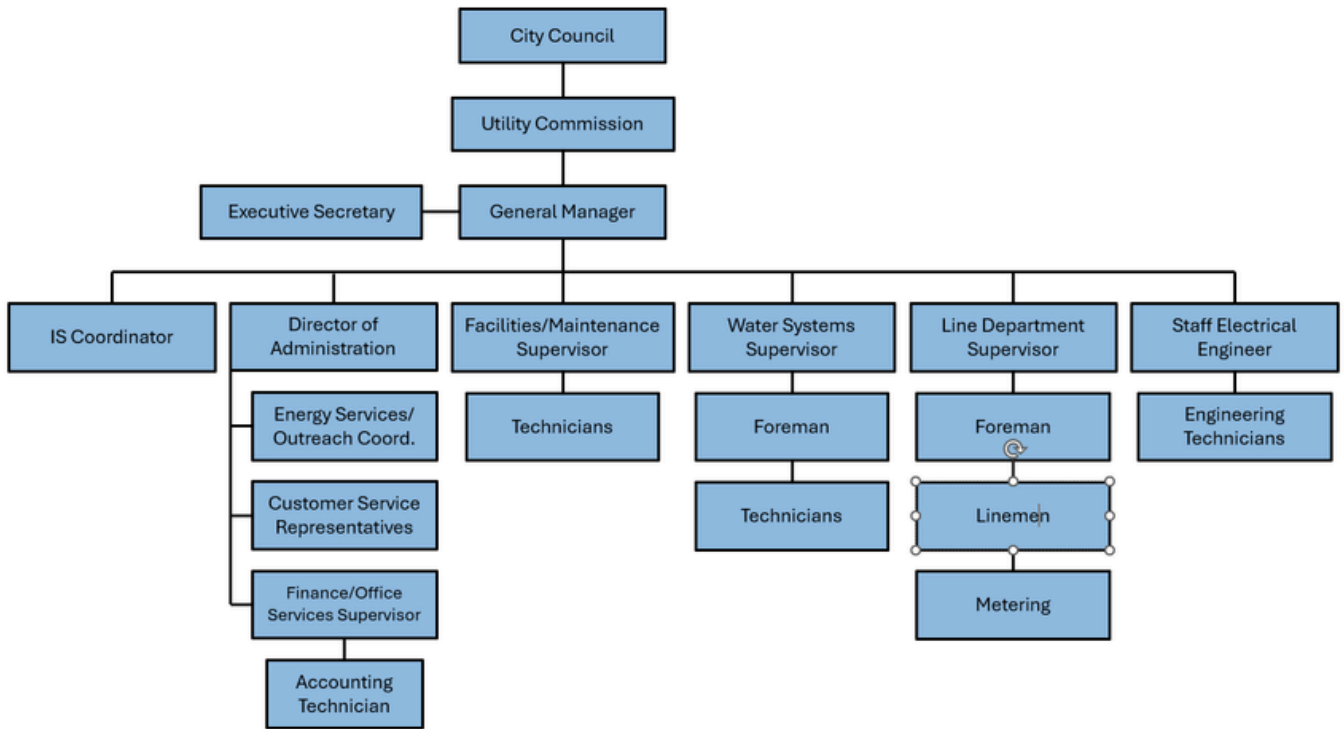 City Council
Utility Commission
Executive Secretary
General Manager
IS Coordinator
Director of
Administration
Facilities/Maintenance
Supervisor
Water Systems
Supervisor
Line Department
Supervisor
Staff Electrical
Engineer
Energy Services/
Outreach Coord.
Technicians
Foreman
Foreman
Engineering
Technicians
Customer Service
Representatives
Technicians
Linemen
Finance/Office
Services Supervisor
Metering
Accounting
Technician